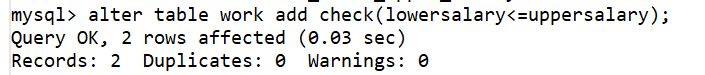 mysql> alter table work add check(lowersalary<=uppersalary);
Query OK, 2 rows affected (0.03 sec)
Records: 2  Duplicates: 0  Warnings: 0